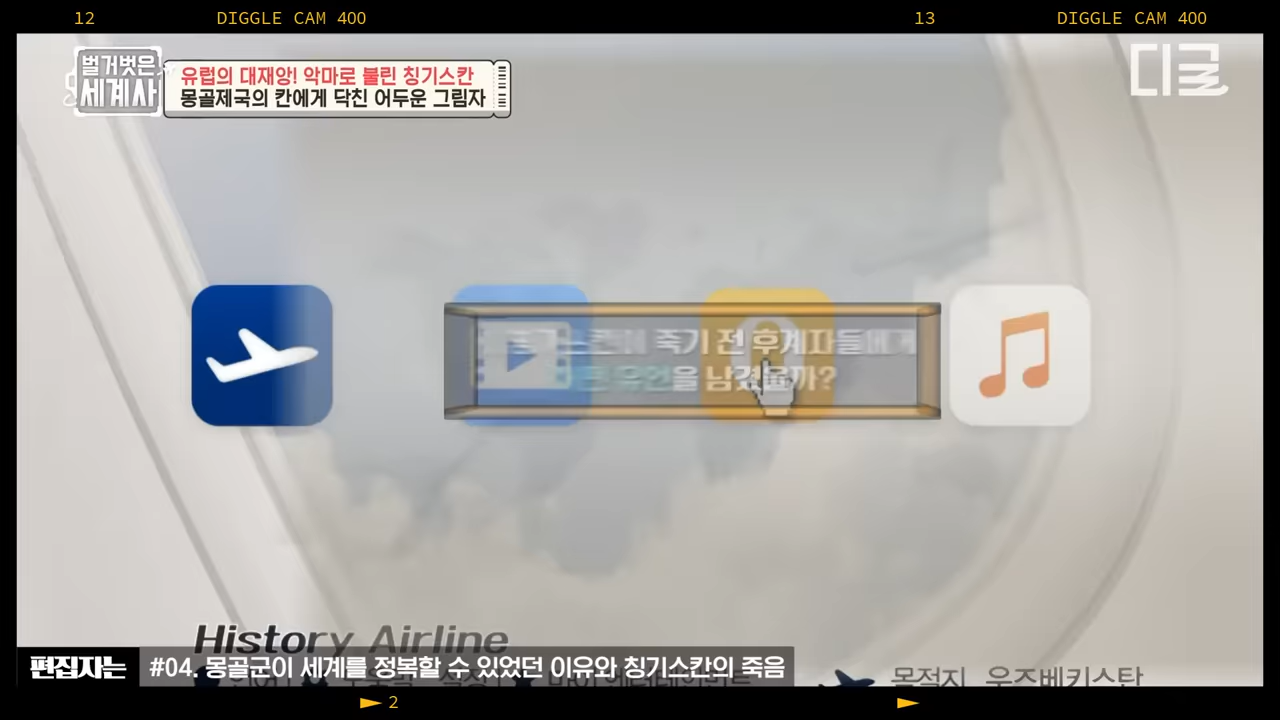 12 DIGGLE CAM 400 13 DIGGLE CAM 400
벌거벗은
세계사
유럽의 대재앙! 악마로 불린 칭기스칸
몽골제국의 칸에게 닥친 어두운 그림자
디글
죽기 전 후계자들에게
유언을 남겼을까?
History Airline
편집자는 #04. 몽골군이 세계를 정복할 수 있었던 이유와 칭기스칸의 죽음
목적지 우즈베키스탄
2